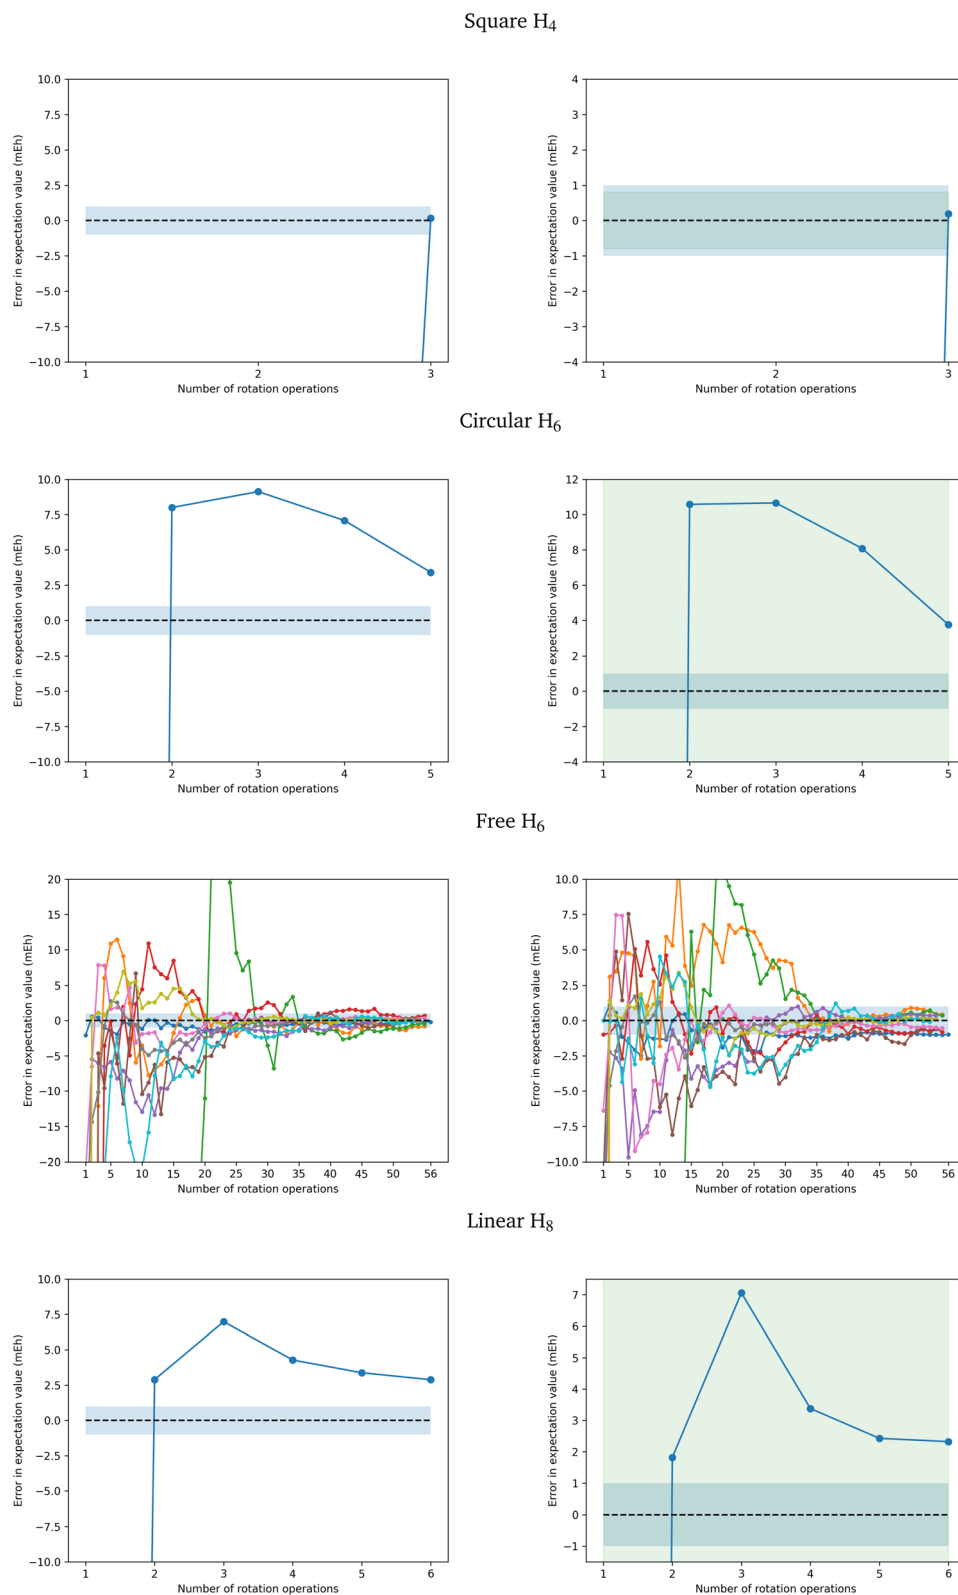 Square H₄
10.0
7.5
5.0
2.5
0.0
−2.5
−5.0
−7.5
−10.0
Error in expectation value (mEh)
1 2 3
Number of rotation operations
4
3
2
1
0
−1
−2
−3
−4
Error in expectation value (mEh)
1 2 3
Number of rotation operations
Circular H₆
10.0
7.5
5.0
2.5
0.0
−2.5
−5.0
−7.5
−10.0
Error in expectation value (mEh)
1 2 3 4 5
Number of rotation operations
12
10
8
6
4
2
0
−2
−4
Error in expectation value (mEh)
1 2 3 4 5
Number of rotation operations
Free H₆
20
15
10
5
0
−5
−10
−15
−20
Error in expectation value (mEh)
1 5 10 15 20 25 30 35 40 45 50 56
Number of rotation operations
10.0
7.5
5.0
2.5
0.0
−2.5
−5.0
−7.5
−10.0
Error in expectation value (mEh)
1 5 10 15 20 25 30 35 40 45 50 56
Number of rotation operations
Linear H₈
10.0
7.5
5.0
2.5
0.0
−2.5
−5.0
−7.5
−10.0
Error in expectation value (mEh)
1 2 3 4 5 6
Number of rotation operations
7
6
5
4
3
2
1
0
−1
Error in expectation value (mEh)
1 2 3 4 5 6
Number of rotation operations